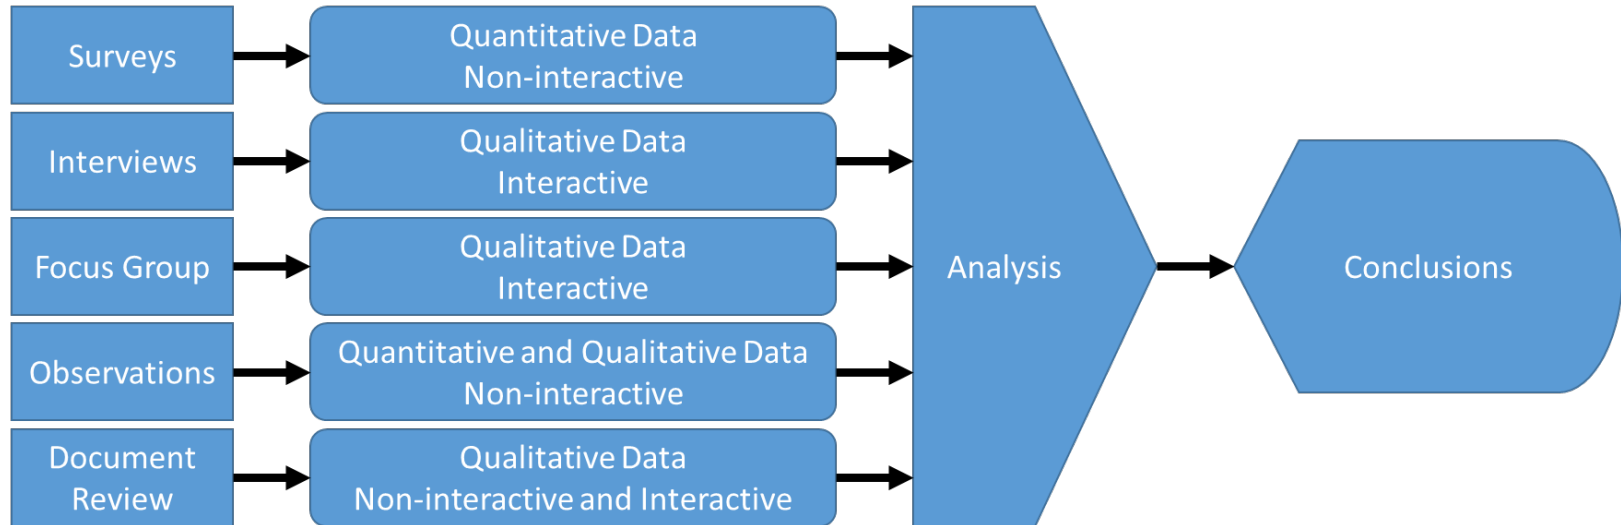 Surveys
Quantitative Data
Non-interactive
Interviews
Qualitative Data
Interactive
Focus Group
Qualitative Data
Interactive
Observations
Quantitative and Qualitative Data
Non-interactive
Document
Review
Qualitative Data
Non-interactive and Interactive
Analysis
Conclusions